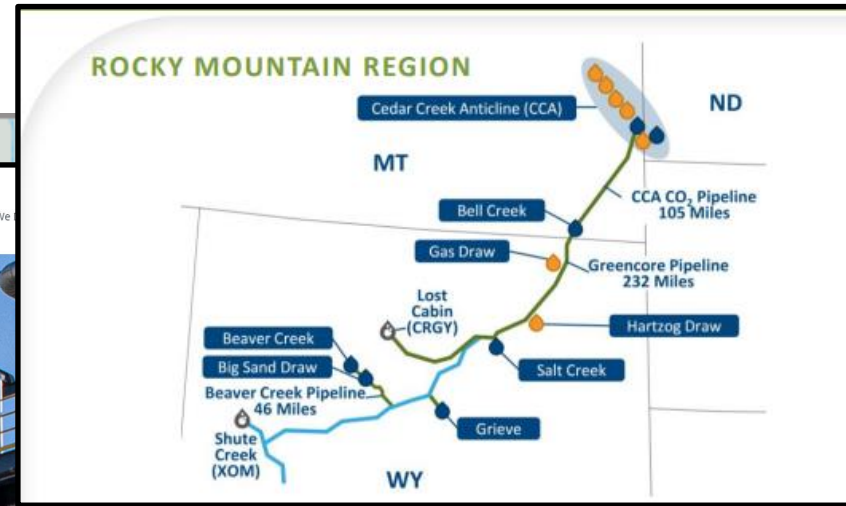 ROCKY MOUNTAIN REGION
Cedar Creek Anticline (CCA)
ND
MT
CCA CO₂ Pipeline
105 Miles
Bell Creek
Gas Draw
Greencore Pipeline
232 Miles
Lost
Cabin
(CRGY)
Hartzog Draw
Beaver Creek
Big Sand Draw
Salt Creek
Beaver Creek Pipeline
46 Miles
Grieve
Shute
Creek
(XOM)
WY